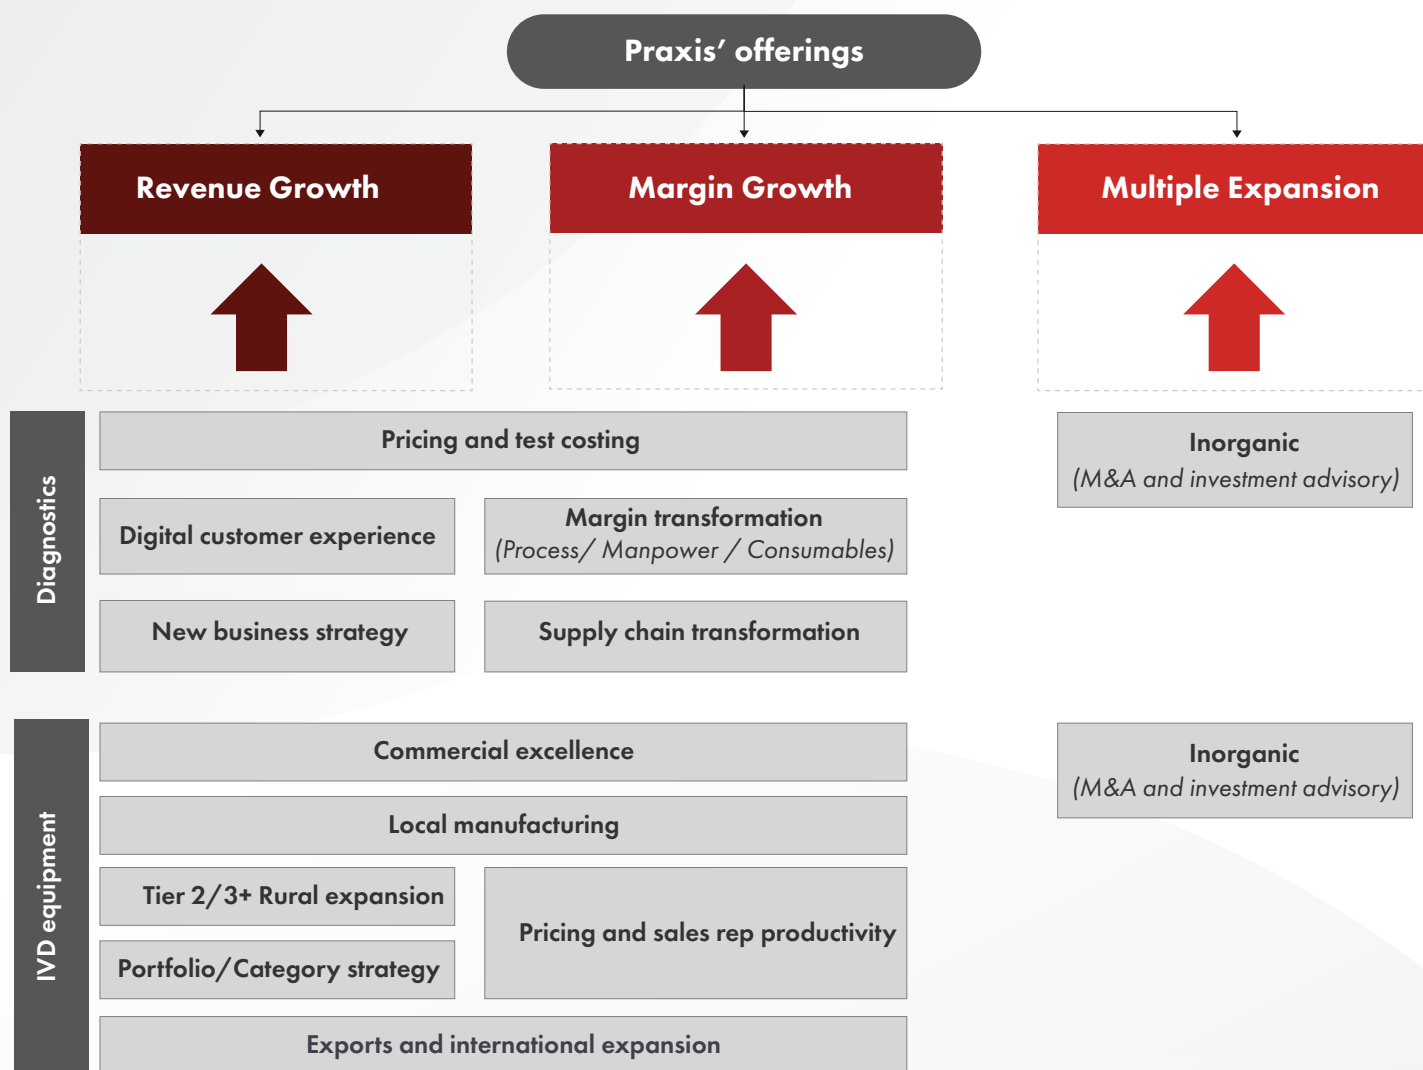 Praxis’ offerings
Revenue Growth
Margin Growth
Multiple Expansion
Diagnostics
Pricing and test costing
Inorganic
(M&A and investment advisory)
Digital customer experience
Margin transformation
(Process/ Manpower / Consumables)
New business strategy
Supply chain transformation
IVD equipment
Commercial excellence
Inorganic
(M&A and investment advisory)
Local manufacturing
Tier 2/3+ Rural expansion
Pricing and sales rep productivity
Portfolio/Category strategy
Exports and international expansion